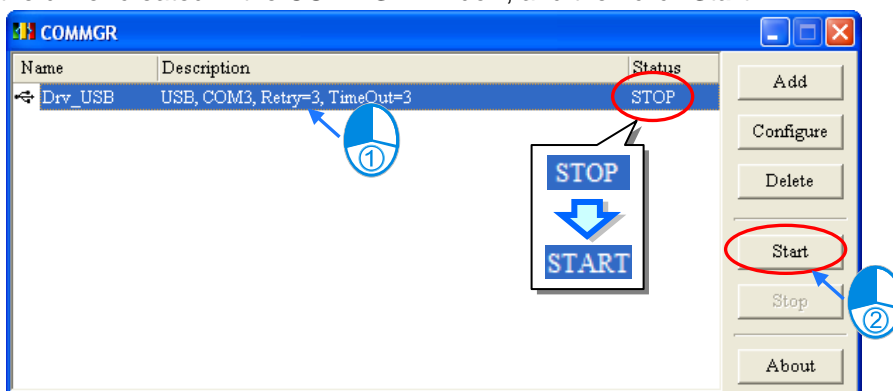 COMMGR
Name Description Status
Drv_USB USB, COM3, Retry=3, TimeOut=3 STOP
Add
Configure
Delete
Start
Stop
About
①
STOP
START
②